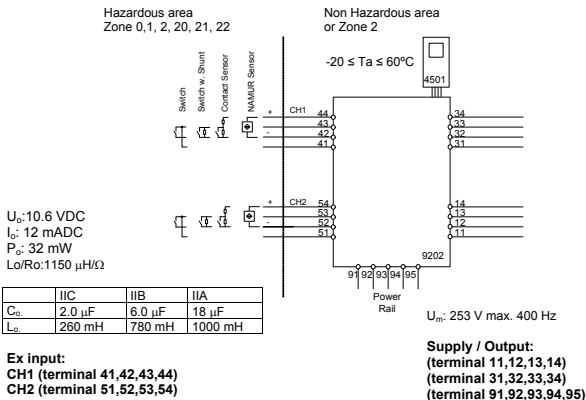 Hazardous area
Zone 0,1, 2, 20, 21, 22
Non Hazardous area
or Zone 2
-20 ≤ Ta ≤ 60ºC
4501
Switch
Switch w. Shunt
Contact Sensor
NAMUR Sensor
+ CH1 44
43
- 42
41
34
33
32
31
+ CH2 54
53
- 52
51
14
13
12
11
9202
91 92 93 94 95
Power
Rail
Uₒ:10.6 VDC
Iₒ: 12 mADC
Pₒ: 32 mW
Lo/Ro:1150 µH/Ω
IIC IIB IIA
Cₒ. 2.0 µF 6.0 µF 18 µF
Lₒ. 260 mH 780 mH 1000 mH
Uₘ: 253 V max. 400 Hz
Ex input:
CH1 (terminal 41,42,43,44)
CH2 (terminal 51,52,53,54)
Supply / Output:
(terminal 11,12,13,14)
(terminal 31,32,33,34)
(terminal 91,92,93,94,95)